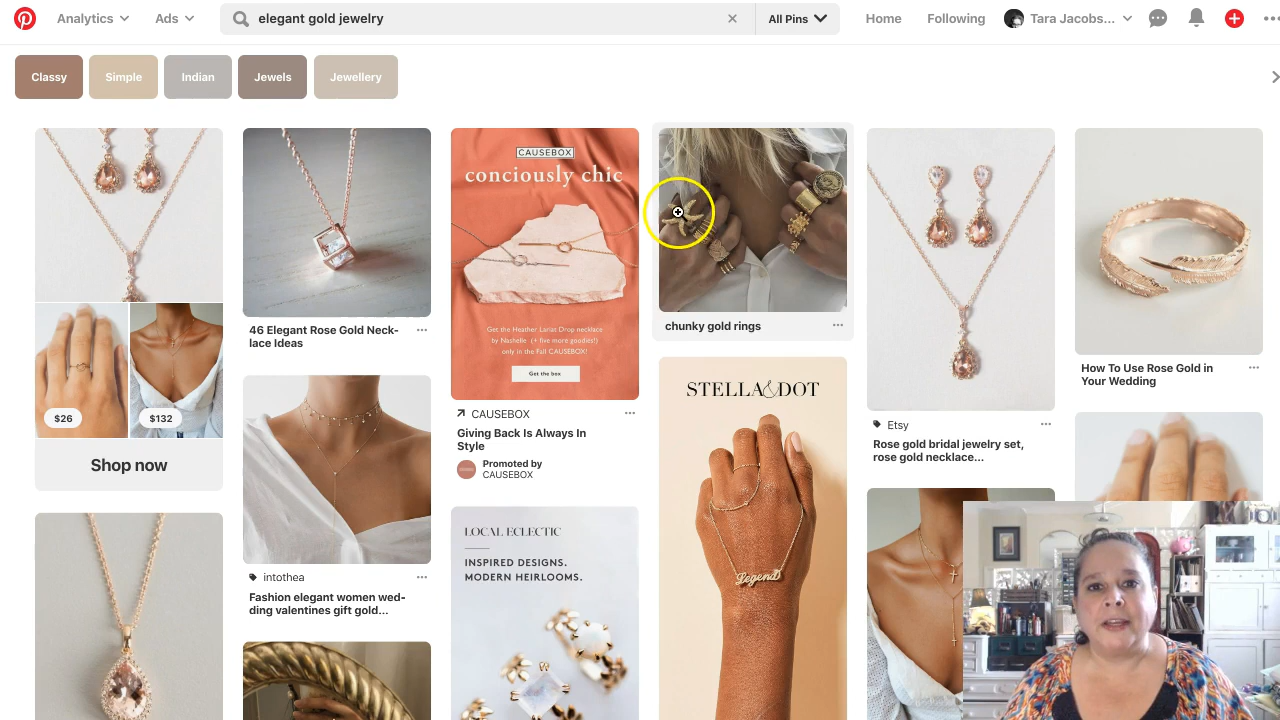 Analytics
Ads
elegant gold jewelry
All Pins
Home
Following
Tara Jacobs...
Classy
Simple
Indian
Jewels
Jewellery
$26
$132
Shop now
46 Elegant Rose Gold Neck-
lace Ideas
intothea
Fashion elegant women wed-
ding valentines gift gold...
CAUSEBOX
conciously chic
Get the Heather Lariat Drop necklace
by Nashelle (+ five more goodies!)
only in the Fall CAUSEBOX!
Get the box
CAUSEBOX
Giving Back Is Always In
Style
Promoted by
CAUSEBOX
LOCAL ECLECTIC
INSPIRED DESIGNS.
MODERN HEIRLOOMS.
chunky gold rings
STELLA&DOT
Legend
Etsy
Rose gold bridal jewelry set,
rose gold necklace...
How To Use Rose Gold in
Your Wedding